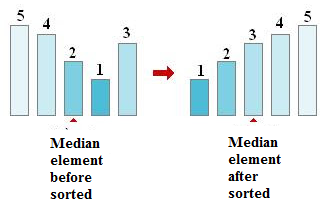 5 4 2 1 3
1 2 3 4 5
Median
element
before
sorted
Median
element
after
sorted